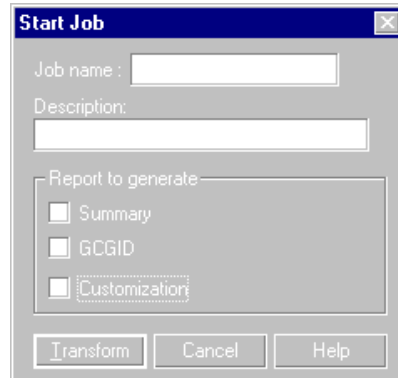 Start Job
Job name :
Description:
Report to generate
Summary
GCGID
Customization
Transform Cancel Help